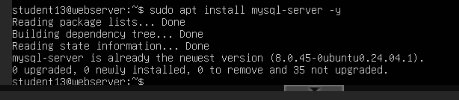 student13@webserver:~$ sudo apt install mysql-server -y
Reading package lists... Done
Building dependency tree... Done
Reading state information... Done
mysql-server is already the newest version (8.0.45-0ubuntu0.24.04.1).
0 upgraded, 0 newly installed, 0 to remove and 35 not upgraded.
student13@webserver:~$